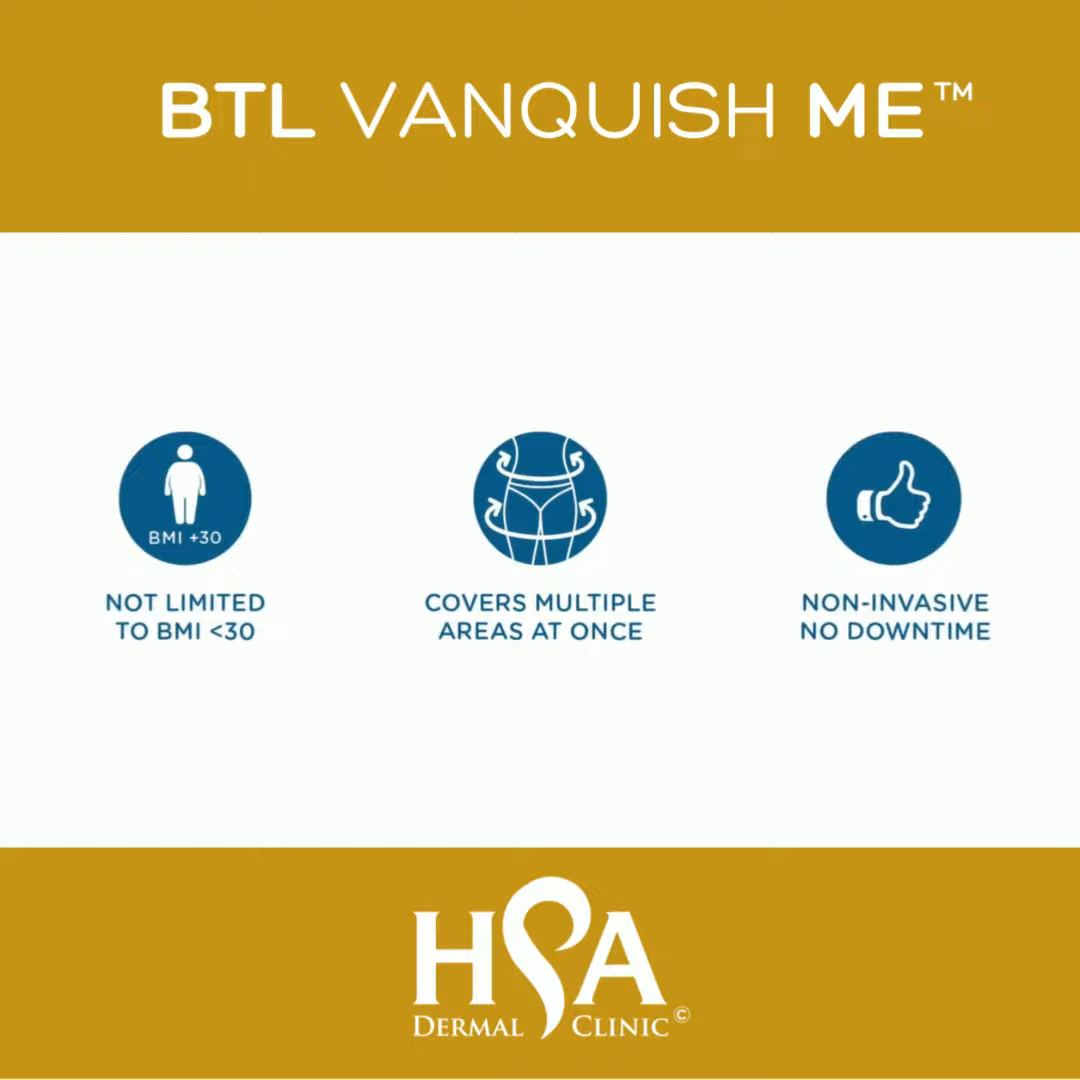 BTL VANQUISH ME™
BMI +30
NOT LIMITED
TO BMI <30
COVERS MULTIPLE
AREAS AT ONCE
NON-INVASIVE
NO DOWNTIME
HSA
DERMAL CLINIC©